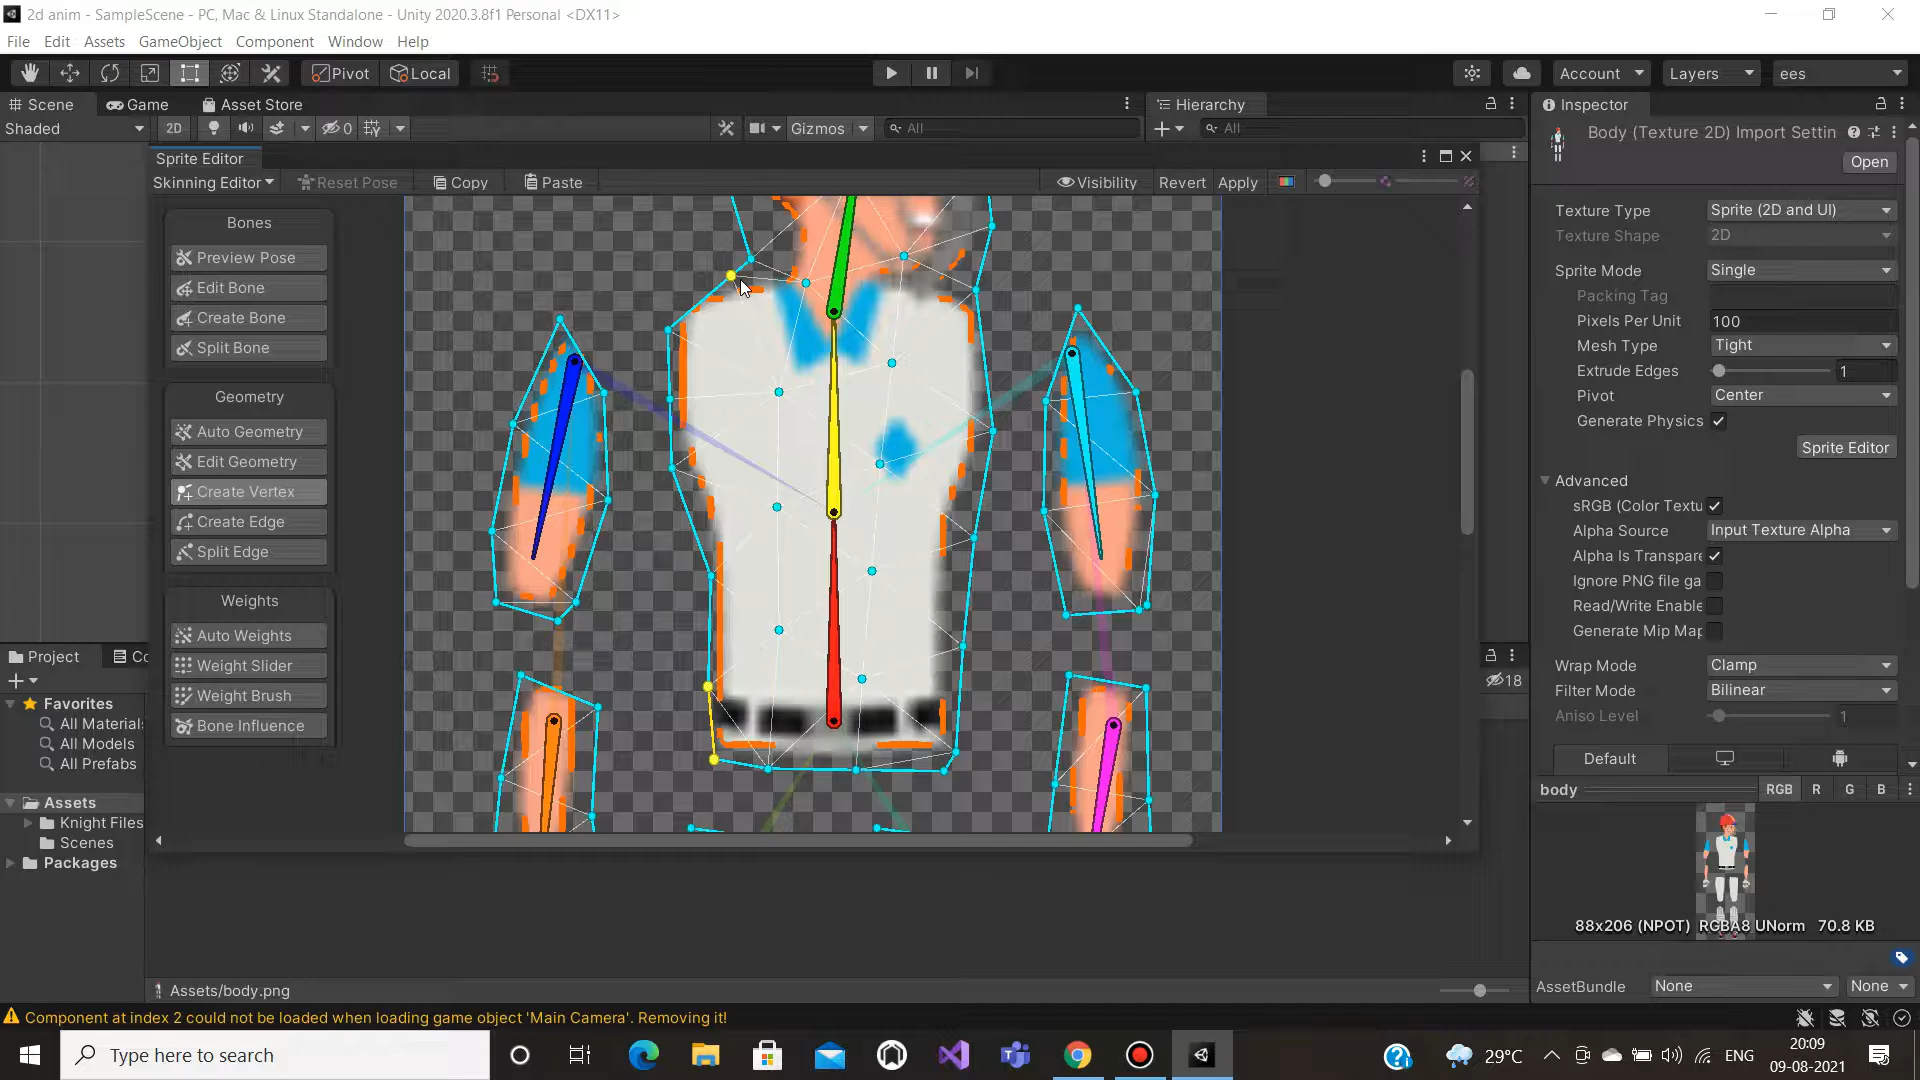 2d anim - SampleScene - PC, Mac & Linux Standalone - Unity 2020.3.8f1 Personal <DX11>
File Edit Assets GameObject Component Window Help
Pivot Local Account Layers ees
Scene Game Asset Store Hierarchy Inspector
Shaded 2D 0 Gizmos All All
Body (Texture 2D) Import Settin
Open
Sprite Editor
Skinning Editor Reset Pose Copy Paste Visibility Revert Apply
Bones
Preview Pose
Edit Bone
Create Bone
Split Bone
Geometry
Auto Geometry
Edit Geometry
Create Vertex
Create Edge
Split Edge
Weights
Auto Weights
Weight Slider
Weight Brush
Bone Influence
Texture Type Sprite (2D and UI)
Texture Shape 2D
Sprite Mode Single
Packing Tag
Pixels Per Unit 100
Mesh Type Tight
Extrude Edges 1
Pivot Center
Generate Physics
Sprite Editor
Advanced
sRGB (Color Textu
Alpha Source Input Texture Alpha
Alpha Is Transpare
Ignore PNG file ga
Read/Write Enable
Generate Mip Map
Wrap Mode Clamp
Filter Mode Bilinear
Aniso Level 1
Default
body RGB R G B
88x206 (NPOT) RGBA8 UNorm 70.8 KB
AssetBundle None None
Project Co
18
Favorites
All Material
All Models
All Prefabs
Assets
Knight Files
Scenes
Packages
Assets/body.png
Component at index 2 could not be loaded when loading game object 'Main Camera'. Removing it!
Type here to search
29°C ENG
20:09
09-08-2021